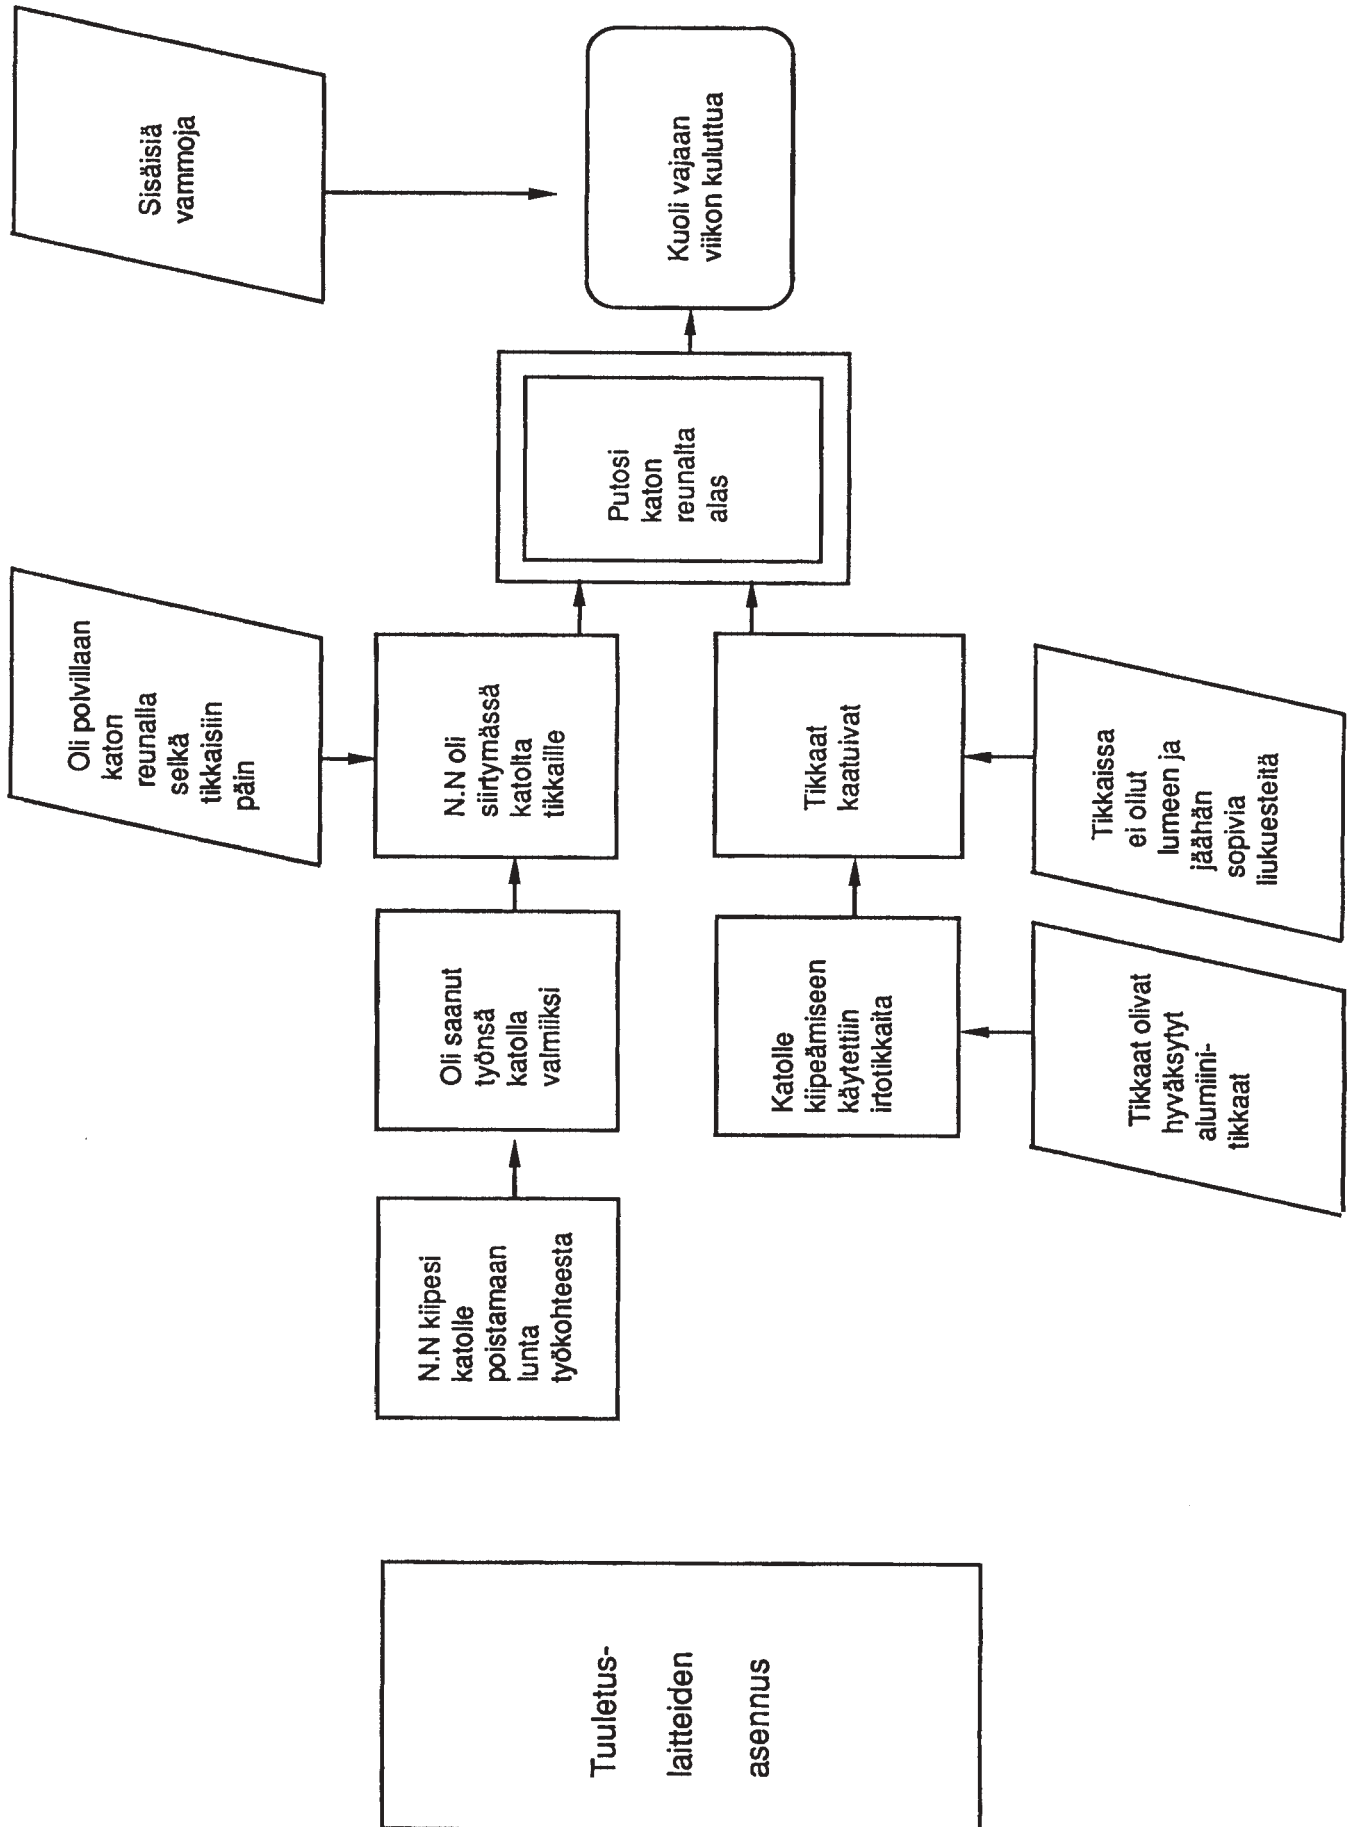 Tuuletus-
laitteiden
asennus
N.N kiipesi
katolle
poistamaan
lunta
työkohteesta
Oli saanut
työnsä
katolla
valmiiksi
Oli polvillaan
katon
reunalla
selkä
tikkaisiin
päin
N.N oli
siirtymässä
katolta
tikkaille
Katolle
kiipeämiseen
käytettiin
irtotikkaita
Tikkaat olivat
hyväksytyt
alumiini-
tikkaat
Tikkaat
kaatuivat
Tikkaissa
ei ollut
lumeen ja
jäähän
sopivia
liukuesteitä
Putosi
katon
reunalta
alas
Sisäisiä
vammoja
Kuoli vajaan
viikon kuluttua